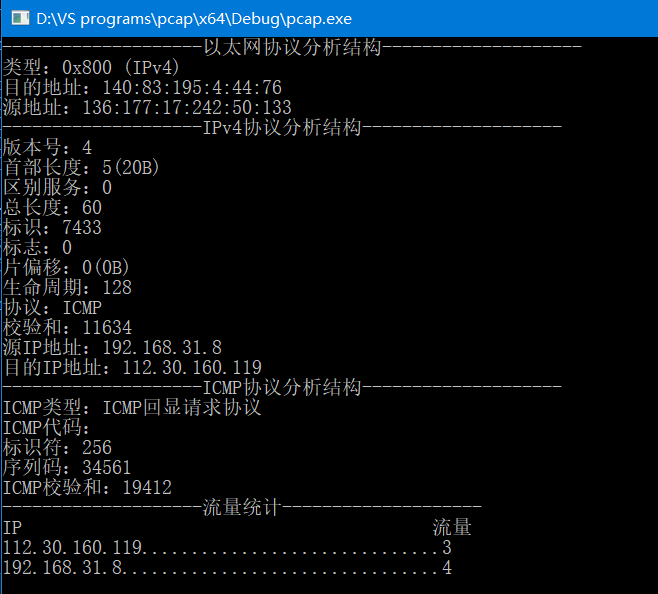 D:\VS programs\pcap\x64\Debug\pcap.exe
--------------------以太网协议分析结构--------------------
类型：0x800 (IPv4)
目的地址：140:83:195:4:44:76
源地址：136:177:17:242:50:133
--------------------IPv4协议分析结构--------------------
版本号：4
首部长度：5(20B)
区别服务：0
总长度：60
标识：7433
标志：0
片偏移：0(0B)
生命周期：128
协议：ICMP
校验和：11634
源IP地址：192.168.31.8
目的IP地址：112.30.160.119
--------------------ICMP协议分析结构--------------------
ICMP类型：ICMP回显请求协议
ICMP代码：
标识符：256
序列码：34561
ICMP校验和：19412
--------------------流量统计--------------------
IP                                         流量
112.30.160.119..............................3
192.168.31.8................................4